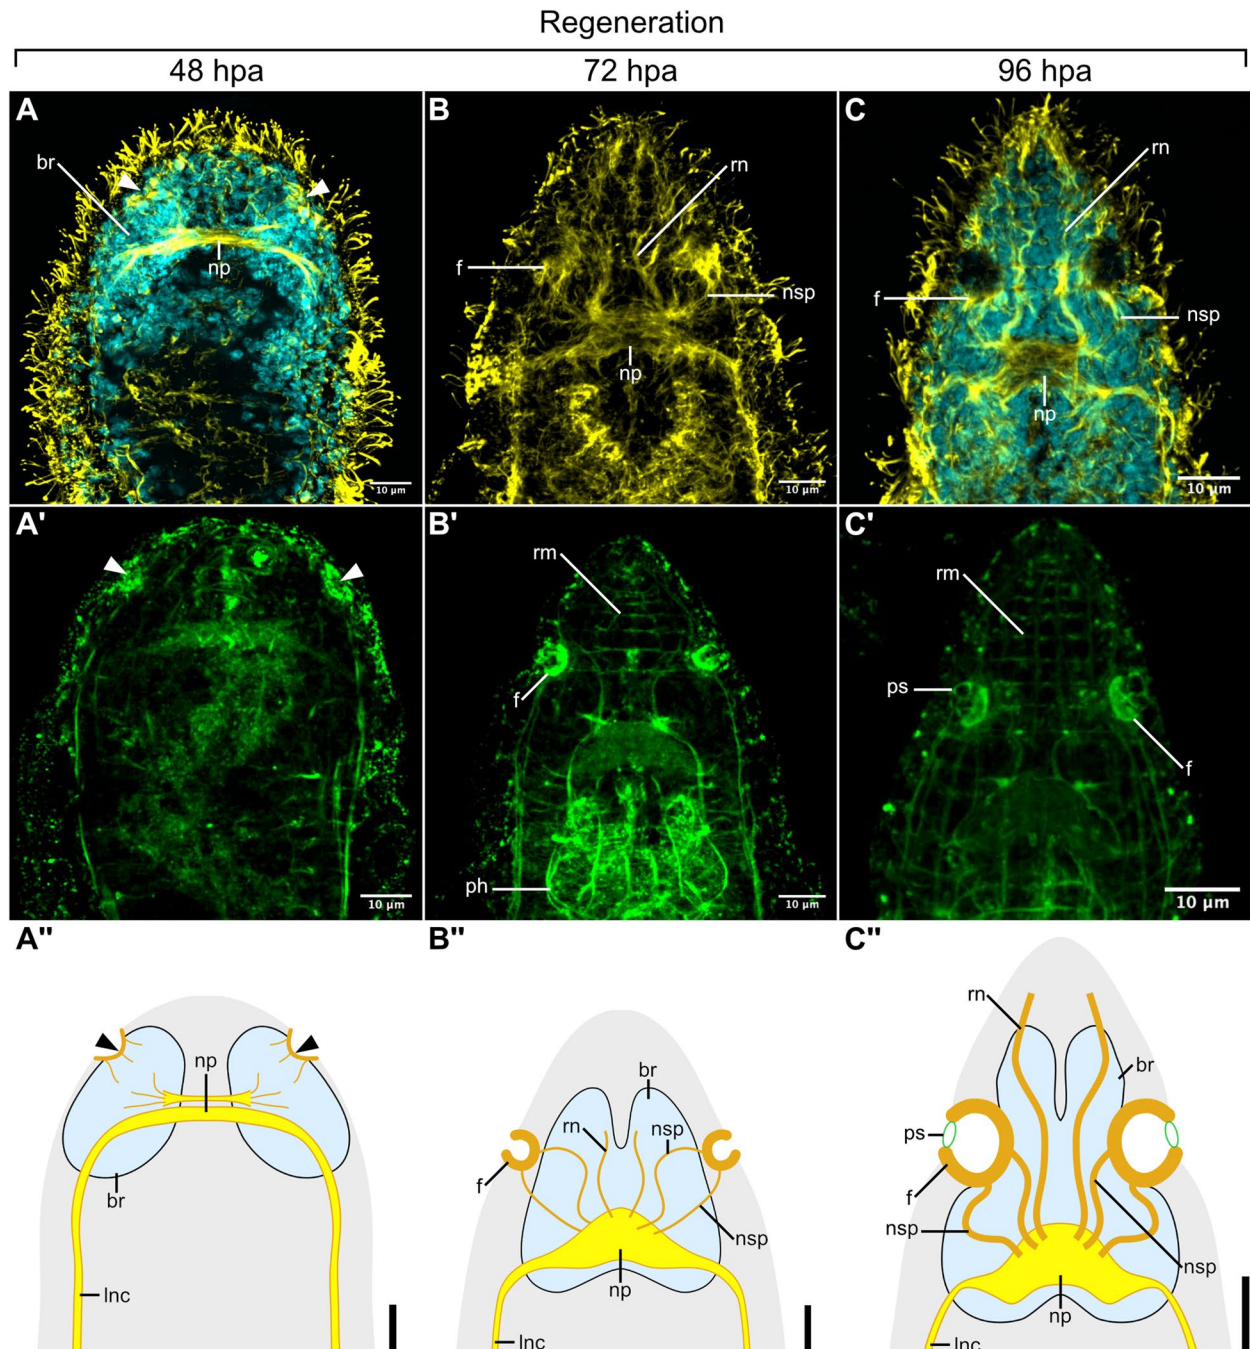 Regeneration
48 hpa 72 hpa 96 hpa
A B C
br
np
10 µm
rn
f
nsp
np
10 µm
rn
f
nsp
np
10 µm
A' B' C'
10 µm
rm
f
ph
10 µm
rm
ps
f
10 µm
A" B" C"
np
br
lnc
br
rn
nsp
f
nsp
np
lnc
rn
br
ps
f
nsp
nsp
np
lnc